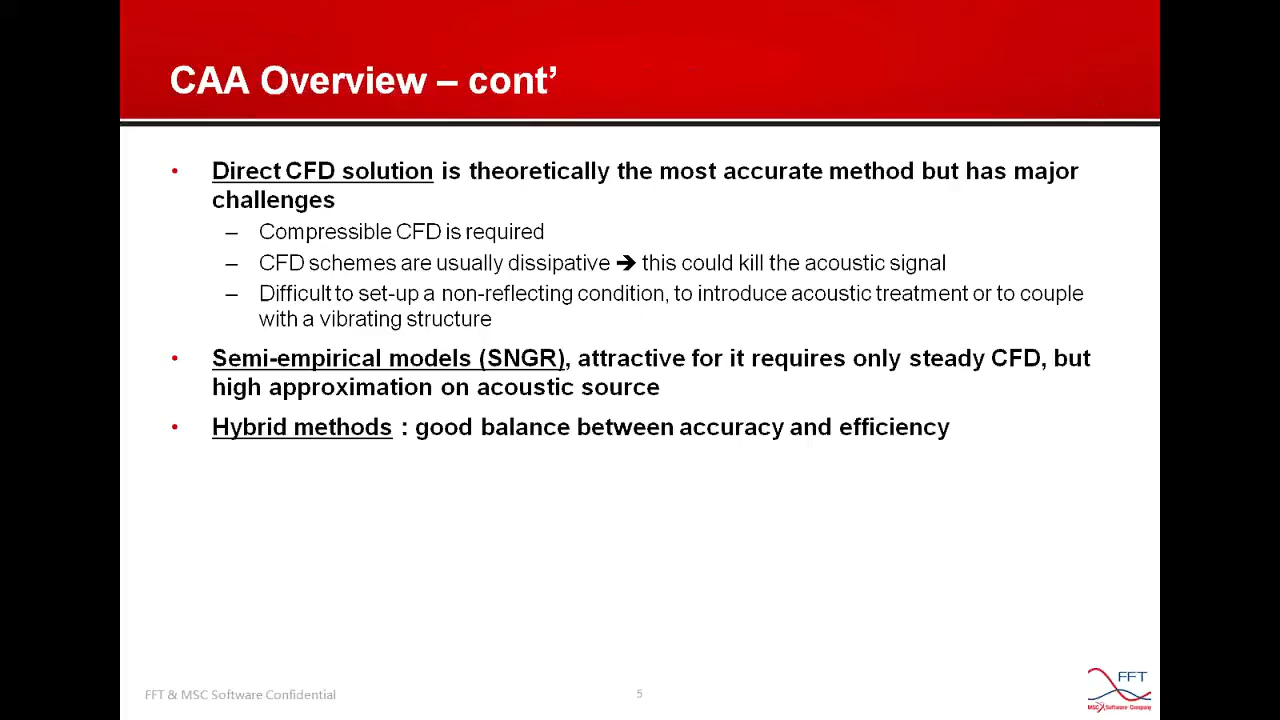 CAA Overview – cont’
• Direct CFD solution is theoretically the most accurate method but has major
challenges
– Compressible CFD is required
– CFD schemes are usually dissipative ➔ this could kill the acoustic signal
– Difficult to set-up a non-reflecting condition, to introduce acoustic treatment or to couple
with a vibrating structure
• Semi-empirical models (SNGR), attractive for it requires only steady CFD, but
high approximation on acoustic source
• Hybrid methods : good balance between accuracy and efficiency
FFT & MSC Software Confidential
5
FFT
MSC Software Company